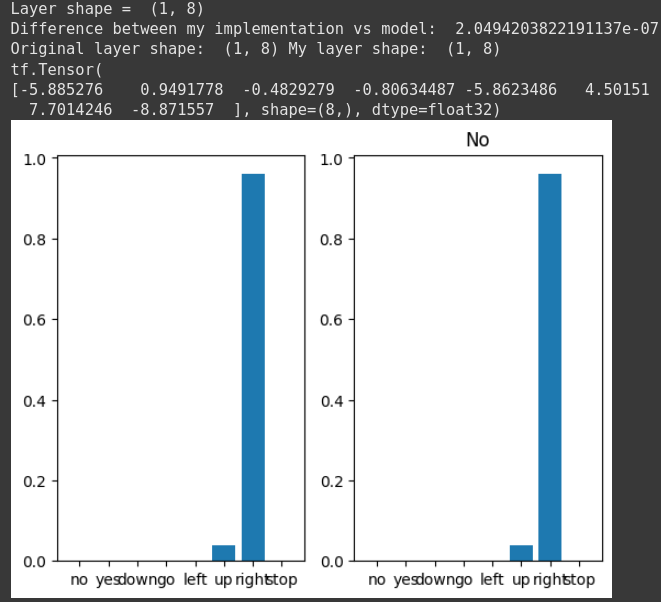 Layer shape =  (1, 8)
Difference between my implementation vs model:  2.0494203822191137e-07
Original layer shape:  (1, 8) My layer shape:  (1, 8)
tf.Tensor(
[-5.885276    0.9491778  -0.4829279  -0.80634487 -5.8623486   4.50151
  7.7014246  -8.871557  ], shape=(8,), dtype=float32)
No
1.0 1.0
0.8 0.8
0.6 0.6
0.4 0.4
0.2 0.2
0.0 0.0
no yes down go left up right stop no yes down go left up right stop